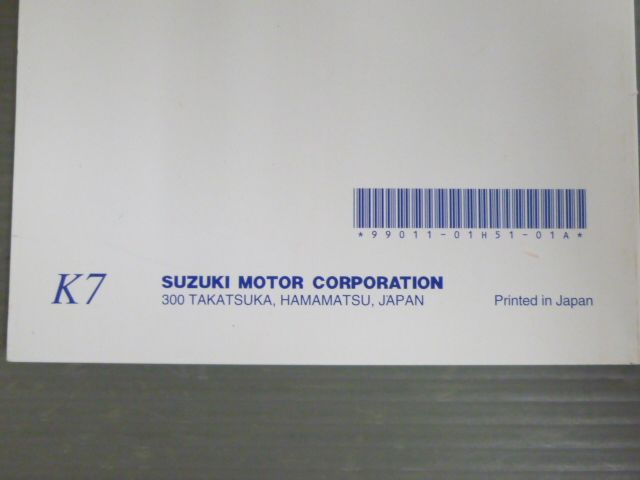 *99011-01H51-01A*
K7
SUZUKI MOTOR CORPORATION
300 TAKATSUKA, HAMAMATSU, JAPAN
Printed in Japan